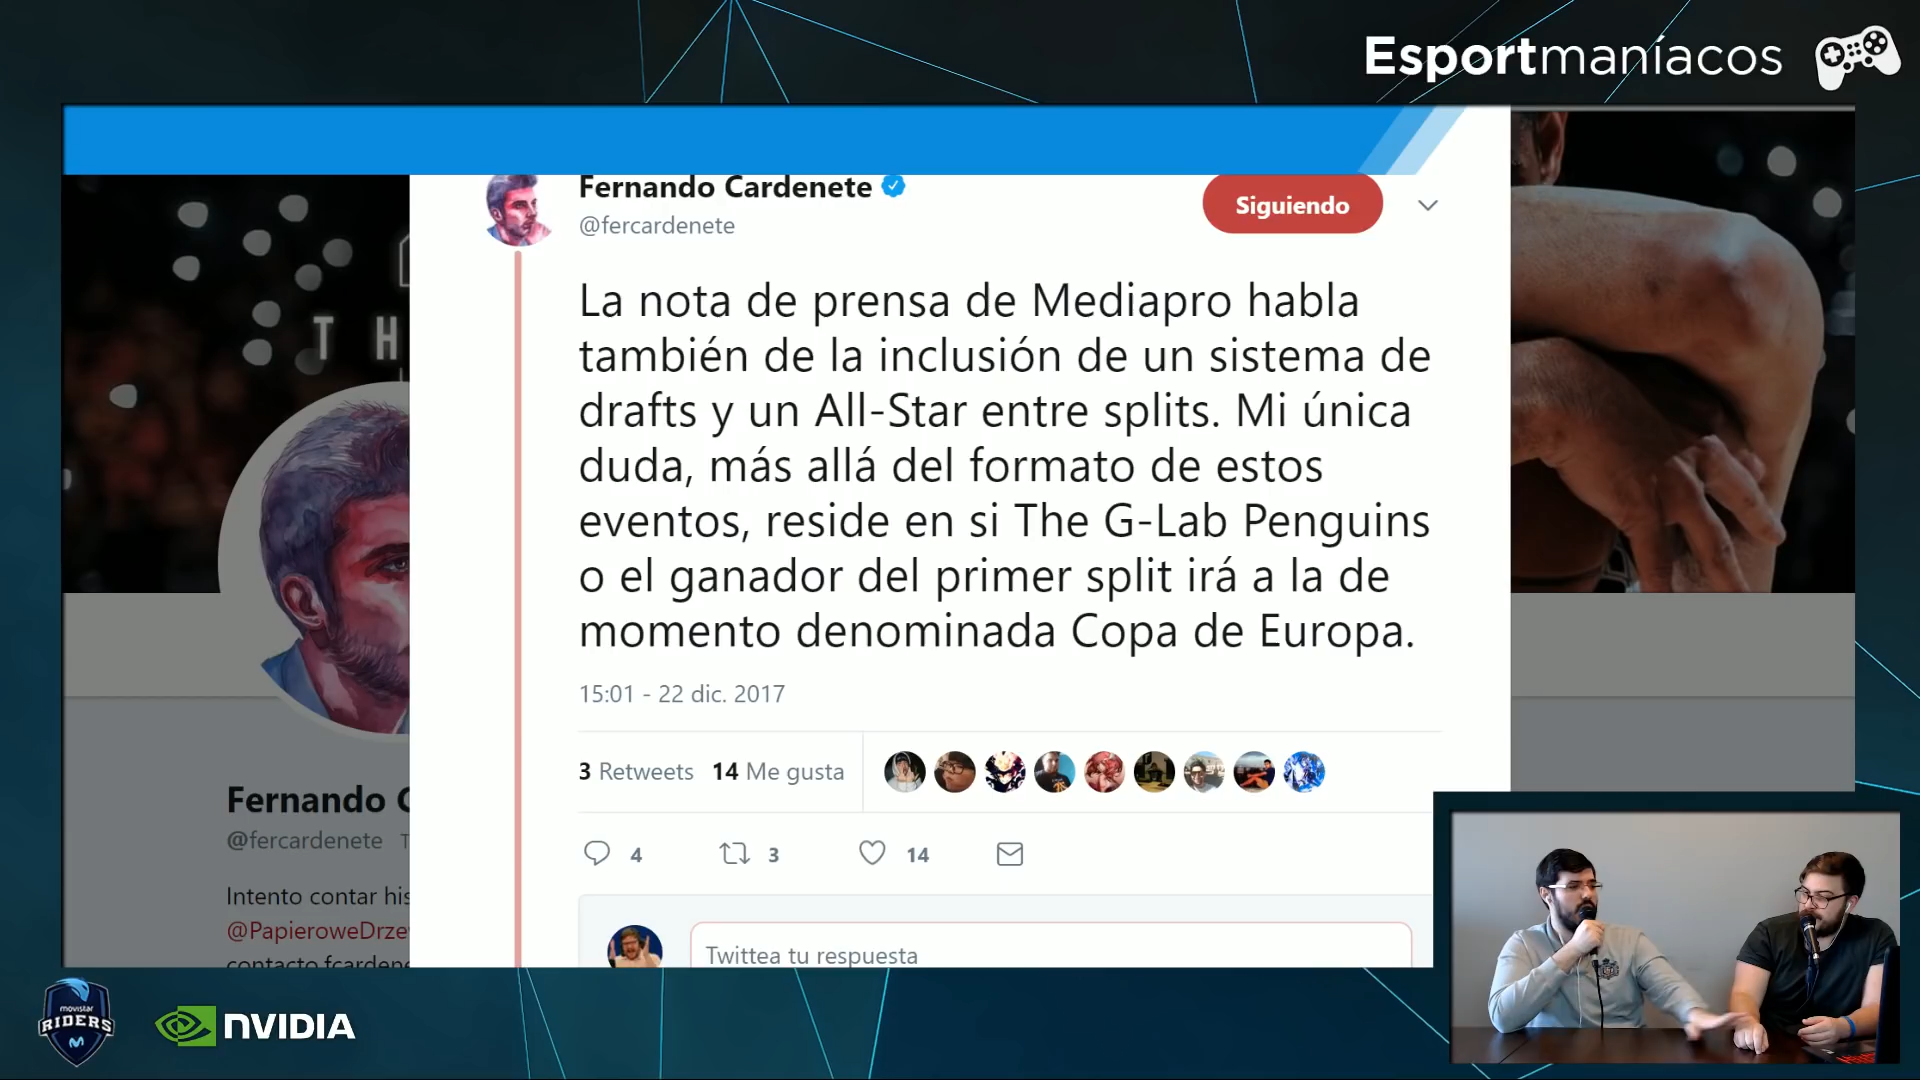 Esportmaníacos
TH
Fernando Cardenete
@fercardenete
Siguiendo
La nota de prensa de Mediapro habla
también de la inclusión de un sistema de
drafts y un All-Star entre splits. Mi única
duda, más allá del formato de estos
eventos, reside en si The G-Lab Penguins
o el ganador del primer split irá a la de
momento denominada Copa de Europa.
15:01 - 22 dic. 2017
3 Retweets 14 Me gusta
4 3 14
Twittea tu respuesta
Fernando C
@fercardenete T
Intento contar his
@PapieroweDrze
contacto fcardene
movistar
RIDERS
NVIDIA